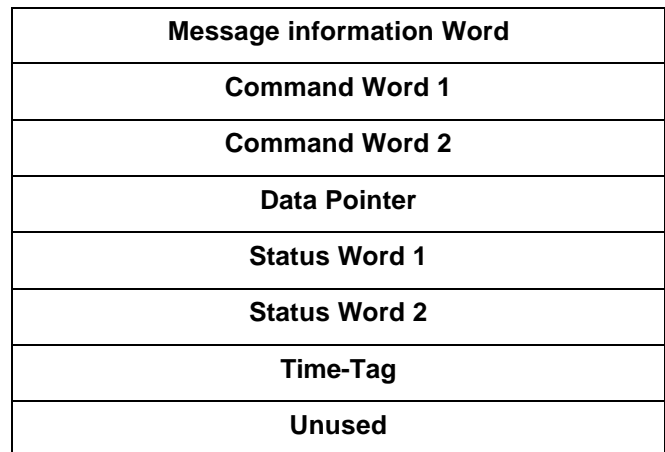 Message information Word
Command Word 1
Command Word 2
Data Pointer
Status Word 1
Status Word 2
Time-Tag
Unused